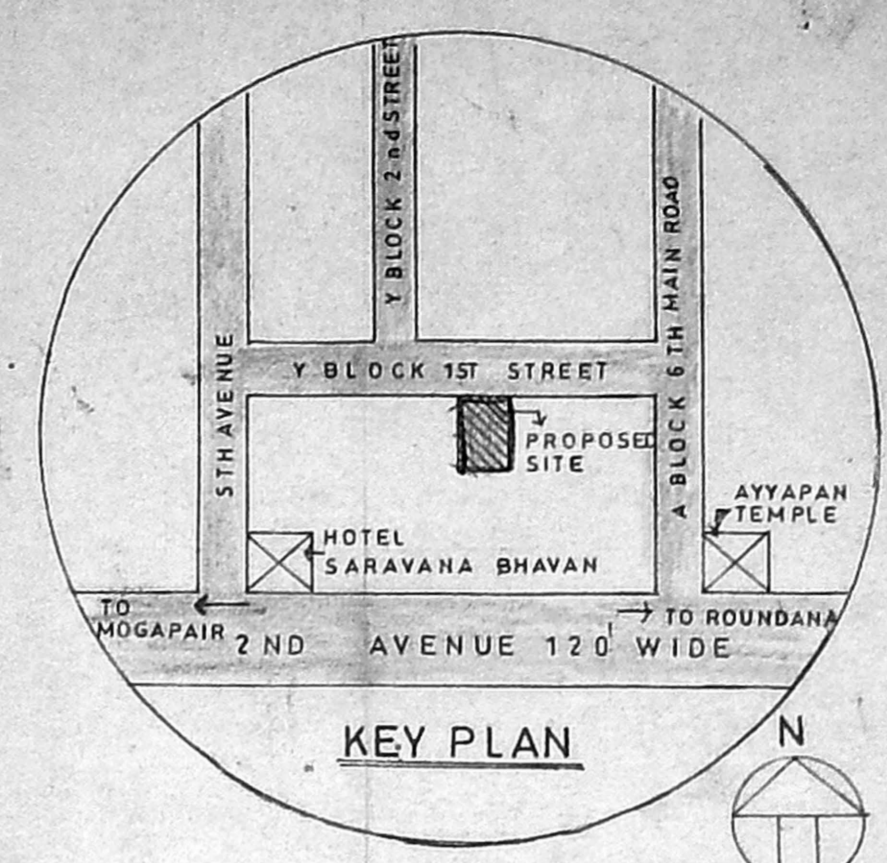 Y BLOCK 2nd STREET
A BLOCK 6TH MAIN ROAD
5TH AVENUE
Y BLOCK 1ST STREET
PROPOSED
SITE
AYYAPAN
TEMPLE
HOTEL
SARAVANA BHAVAN
TO
MOGAPAIR
TO ROUNDANA
2ND AVENUE 120' WIDE
KEY PLAN
N